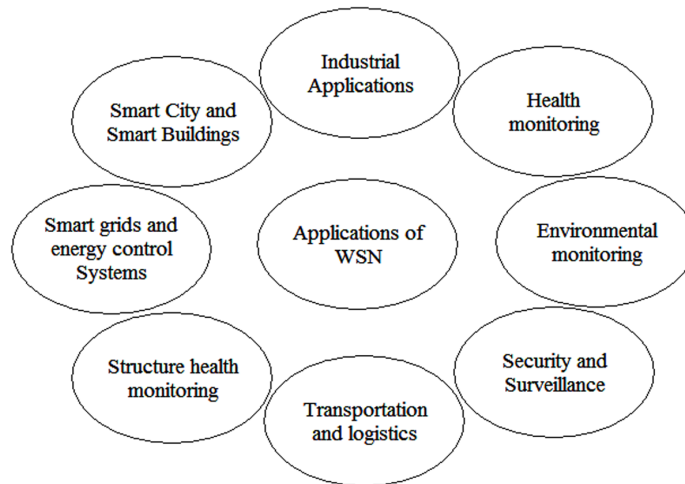 Industrial
Applications
Smart City and
Smart Buildings
Health
monitoring
Smart grids and
energy control
Systems
Applications of
WSN
Environmental
monitoring
Structure health
monitoring
Security and
Surveillance
Transportation
and logistics